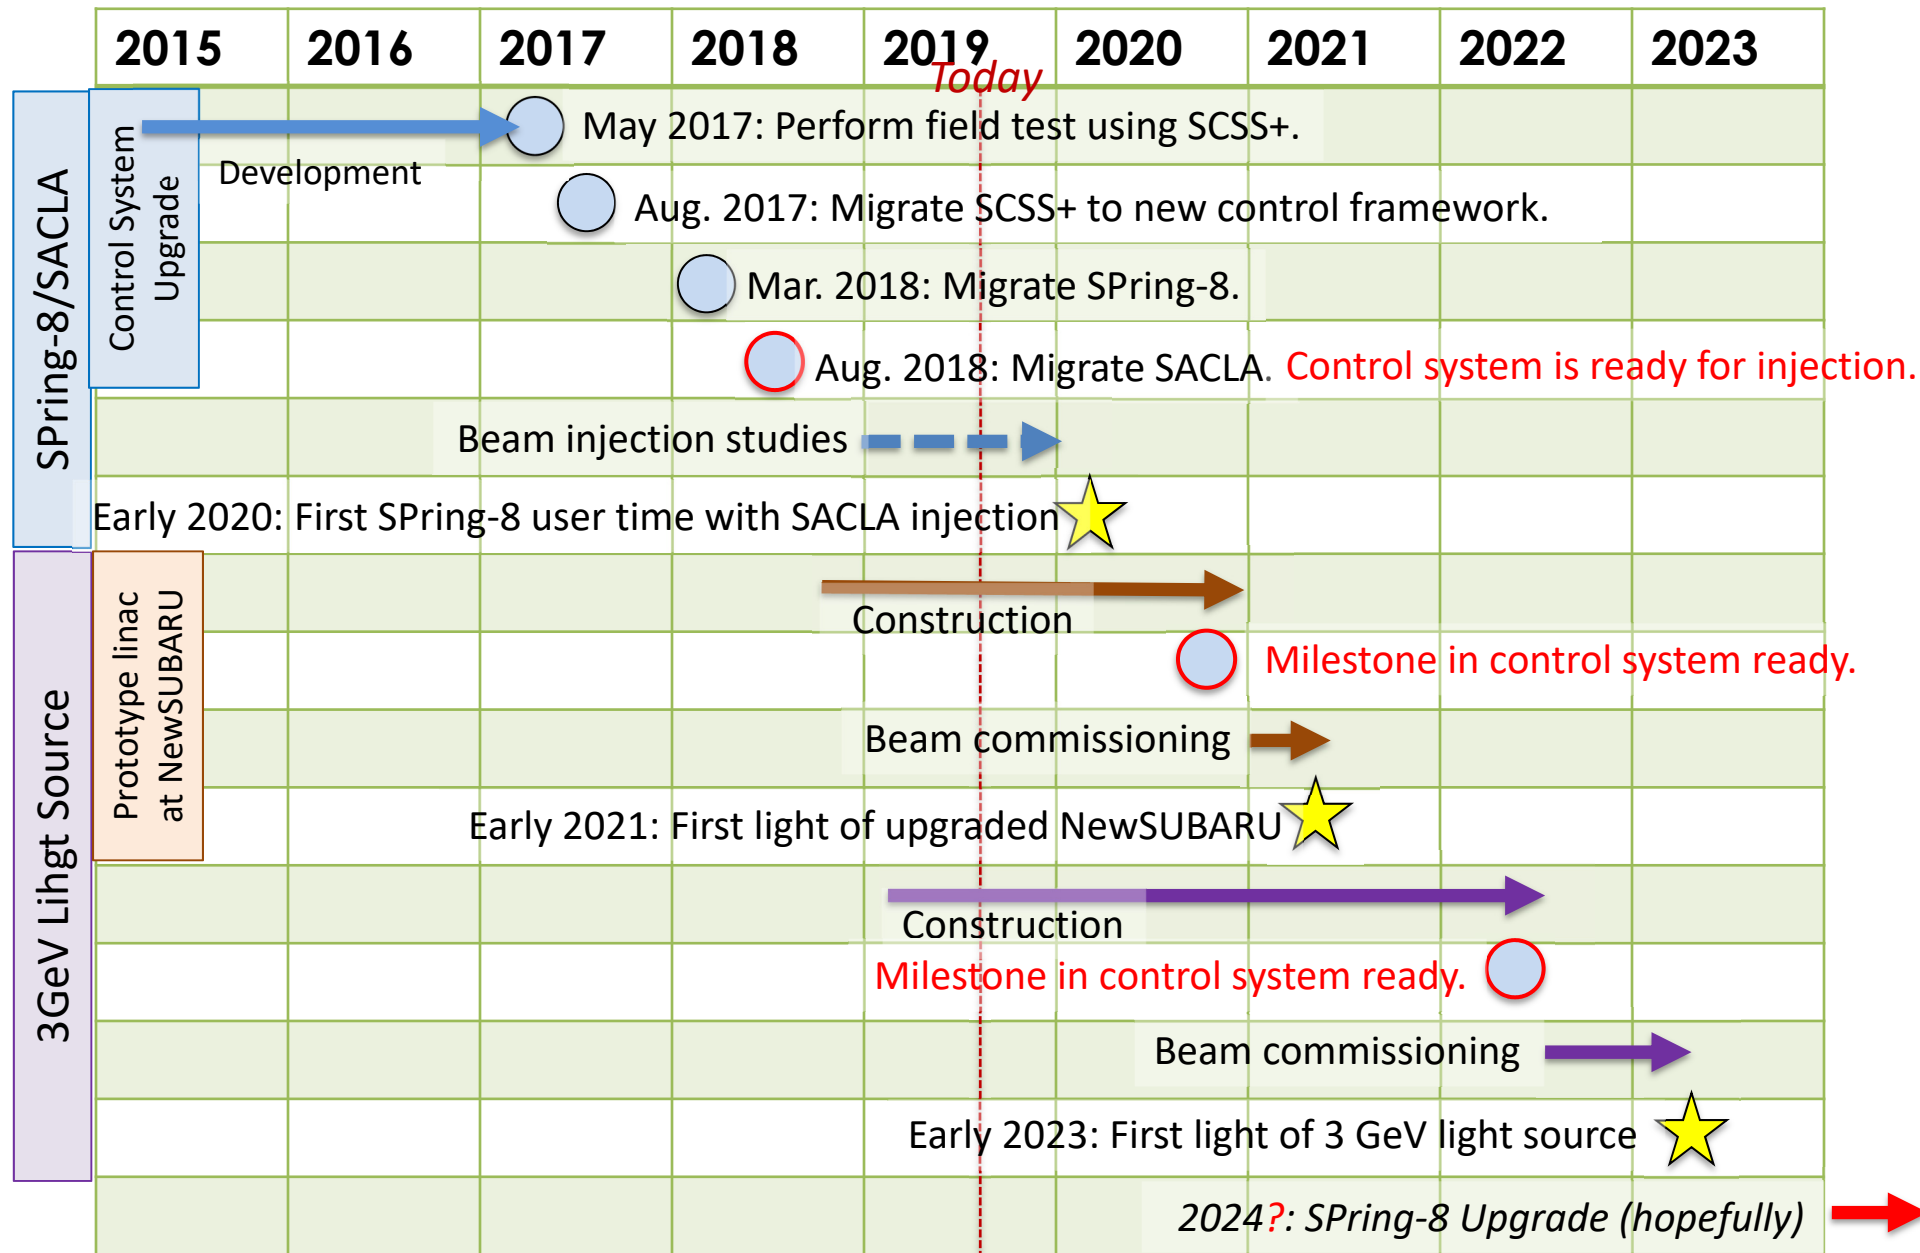 2015 2016 2017 2018 2019 2020 2021 2022 2023
Today
SPring-8/SACLA
Control System
Upgrade
Development
May 2017: Perform field test using SCSS+.
Aug. 2017: Migrate SCSS+ to new control framework.
Mar. 2018: Migrate SPring-8.
Aug. 2018: Migrate SACLA. Control system is ready for injection.
Beam injection studies
Early 2020: First SPring-8 user time with SACLA injection
3GeV Lihgt Source
Prototype linac
at NewSUBARU
Construction
Milestone in control system ready.
Beam commissioning
Early 2021: First light of upgraded NewSUBARU
Construction
Milestone in control system ready.
Beam commissioning
Early 2023: First light of 3 GeV light source
2024?: SPring-8 Upgrade (hopefully)